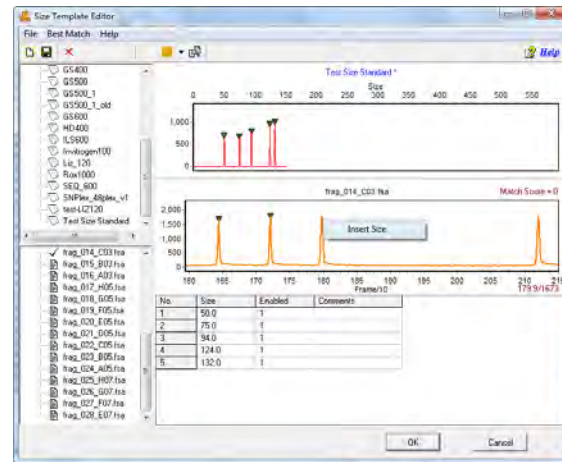 Size Template Editor
File Best Match Help
Help
GS400
GS500
GS500_1
GS500_1_old
GS600
HD400
ILS600
Invitrogen100
Liz_120
Rox1000
SEQ_600
SNPlex_48plex_v1
test-LIZ120
Test Size Standard
Test Size Standard *
Size
0 50 100 150 200 250 300 350 400 450 500 550
1,000
500
0
frag_014_C03.fsa
frag_015_B03.fsa
frag_016_A03.fsa
frag_017_H05.fsa
frag_018_G05.fsa
frag_019_F05.fsa
frag_020_E05.fsa
frag_021_D05.fsa
frag_022_C05.fsa
frag_023_B05.fsa
frag_024_A05.fsa
frag_025_H07.fsa
frag_026_G07.fsa
frag_027_F07.fsa
frag_028_E07.fsa
frag_014_C03.fsa Match Score = 0
2,000
1,500
1,000
500
0
Insert Size
160 165 170 175 180 185 190 195 200 205 210 215
Frame/10 179.9/1673
No. Size Enabled Comments
1 50.0 1
2 75.0 1
3 94.0 1
4 124.0 1
5 132.0 1
OK Cancel